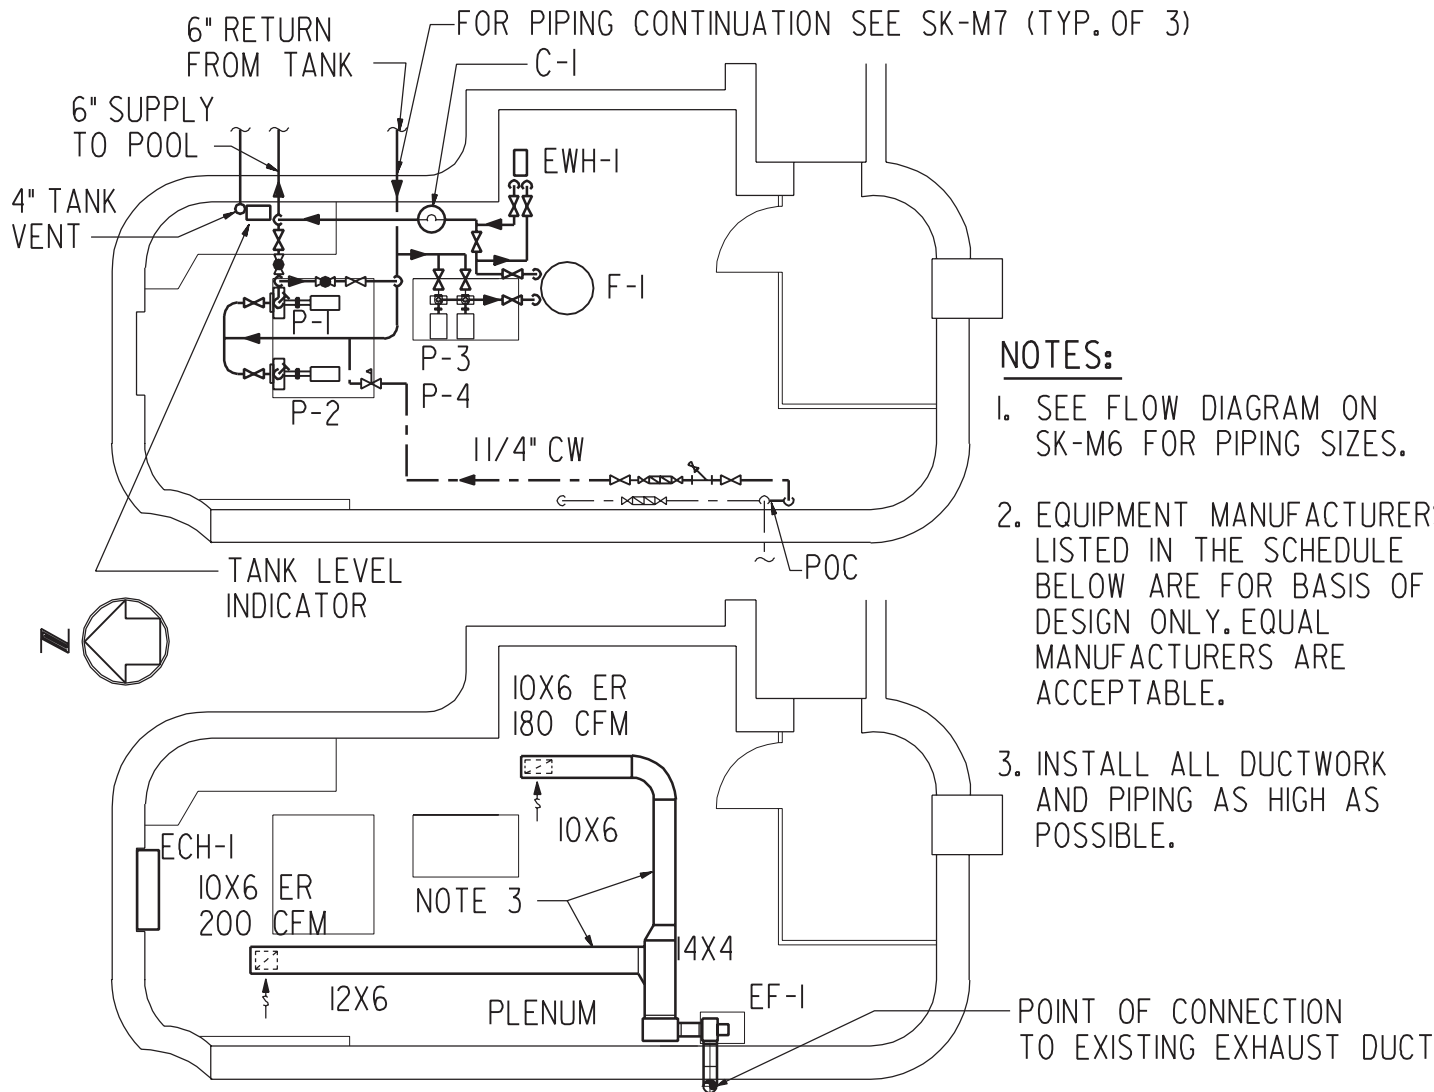 6" RETURN
FROM TANK
FOR PIPING CONTINUATION SEE SK-M7 (TYP. OF 3)
C-1
6" SUPPLY
TO POOL
EWH-1
4" TANK
VENT
F-1
P-1
P-3
P-2
P-4
1 1/4" CW
POC
TANK LEVEL
INDICATOR
NOTES:
1. SEE FLOW DIAGRAM ON
SK-M6 FOR PIPING SIZES.
2. EQUIPMENT MANUFACTURERS
LISTED IN THE SCHEDULE
BELOW ARE FOR BASIS OF
DESIGN ONLY. EQUAL
MANUFACTURERS ARE
ACCEPTABLE.
3. INSTALL ALL DUCTWORK
AND PIPING AS HIGH AS
POSSIBLE.
N
10X6 ER
180 CFM
10X6
ECH-1
10X6 ER
200 CFM
NOTE 3
14X4
12X6
PLENUM
EF-1
POINT OF CONNECTION
TO EXISTING EXHAUST DUCT